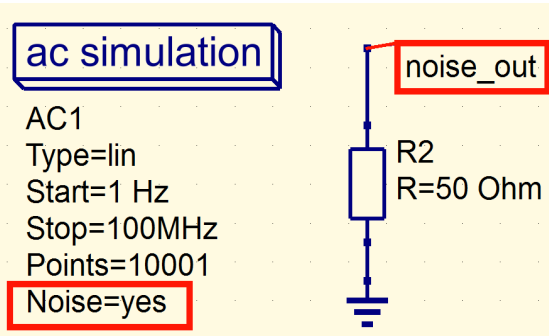 ac simulation
AC1
Type=lin
Start=1 Hz
Stop=100MHz
Points=10001
Noise=yes
noise_out
R2
R=50 Ohm